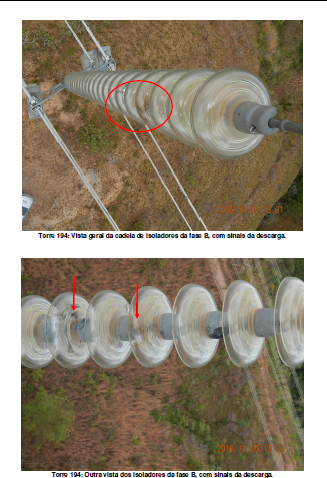 Torre 194: Vista geral da cadeia de isoladores da fase B, com sinais da descarga.
Torre 194: Outra vista dos isoladores da fase B, com sinais da descarga.